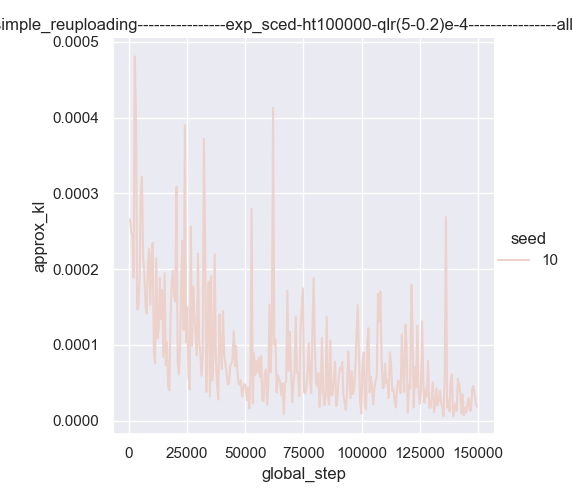 simple_reuploading----------------exp_sced-ht100000-qlr(5-0.2)e-4----------------all
0.0005
0.0004
0.0003
0.0002
0.0001
0.0000
approx_kl
0 25000 50000 75000 100000 125000 150000
global_step
seed
10